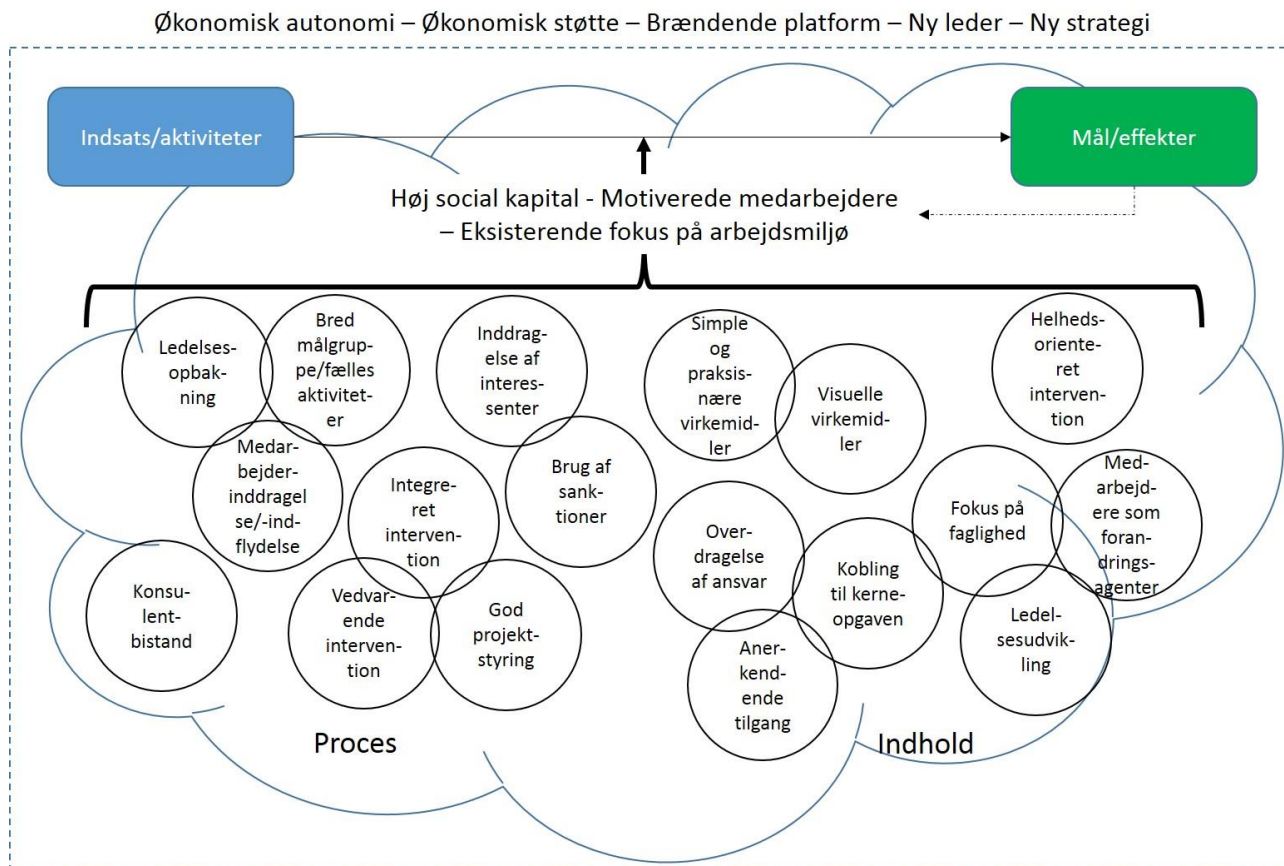 Økonomisk autonomi – Økonomisk støtte – Brændende platform – Ny leder – Ny strategi
Indsats/aktiviteter
Mål/effekter
Høj social kapital - Motiverede medarbejdere
– Eksisterende fokus på arbejdsmiljø
Ledelses-
opbak-
ning
Bred
målgrup-
pe/fælles
aktivitet-
er
Inddrag-
else af
interes-
senter
Simple
og
praksis-
nære
virkemid-
ler
Visuelle
virkemid-
ler
Helheds-
oriente-
ret
interven-
tion
Medar-
bejder-
inddragel
se/-ind-
flydelse
Integre-
ret
interven-
tion
Brug af
sank-
tioner
Over-
dragelse
af ansvar
Fokus på
faglighed
Med-
arbejd-
ere som
foran-
drings-
agenter
Konsu-
lent-
bistand
Vedvar-
ende
interven-
tion
God
projekt-
styring
Kobling
til kerne-
opgaven
Ledel-
sesudvik-
ling
Aner-
kend-
ende
tilgang
Proces
Indhold